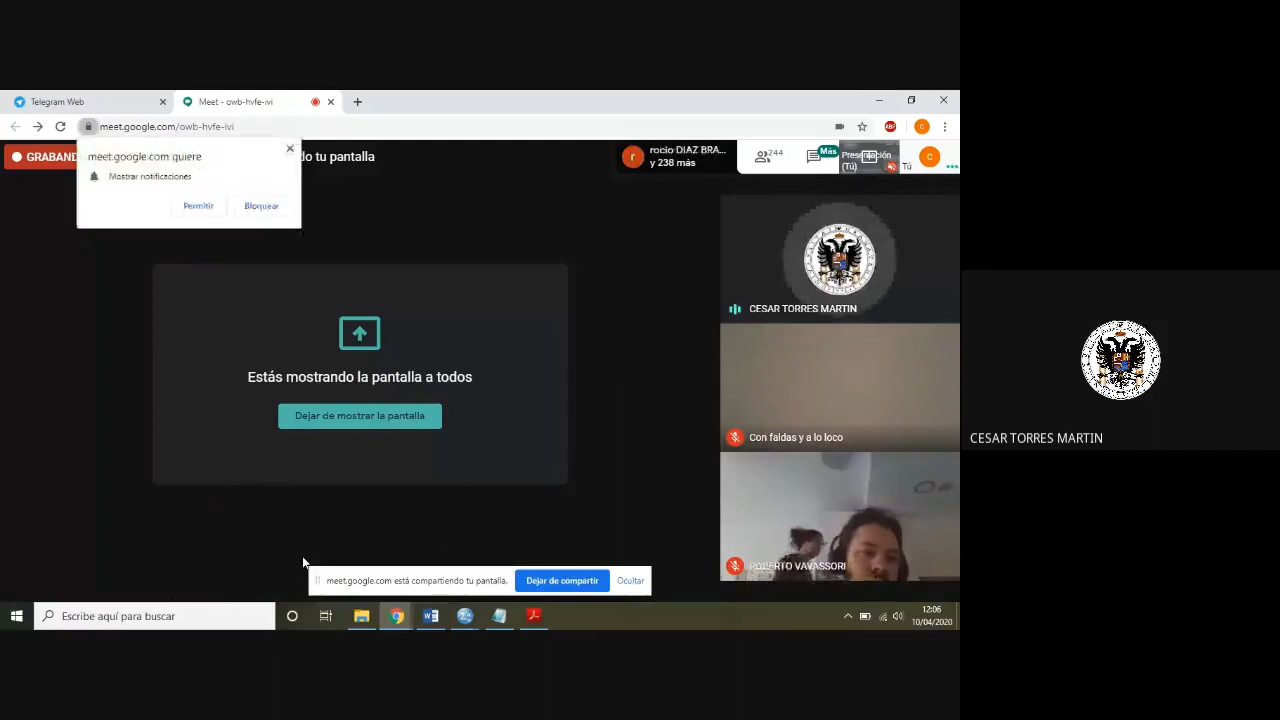 Telegram Web
Meet - owb-hvfe-ivi
meet.google.com/owb-hvfe-ivi
GRABAND
do tu pantalla
meet.google.com quiere
Mostrar notificaciones
Permitir
Bloquear
r
rocio DIAZ BRA...
y 238 más
244
Más
Presentación
(Tú)
Tú
C
ABP
C
CESAR TORRES MARTIN
Estás mostrando la pantalla a todos
Dejar de mostrar la pantalla
Con faldas y a lo loco
ROBERTO VAVASSORI
CESAR TORRES MARTIN
meet.google.com está compartiendo tu pantalla.
Dejar de compartir
Ocultar
Escribe aquí para buscar
12:06
10/04/2020